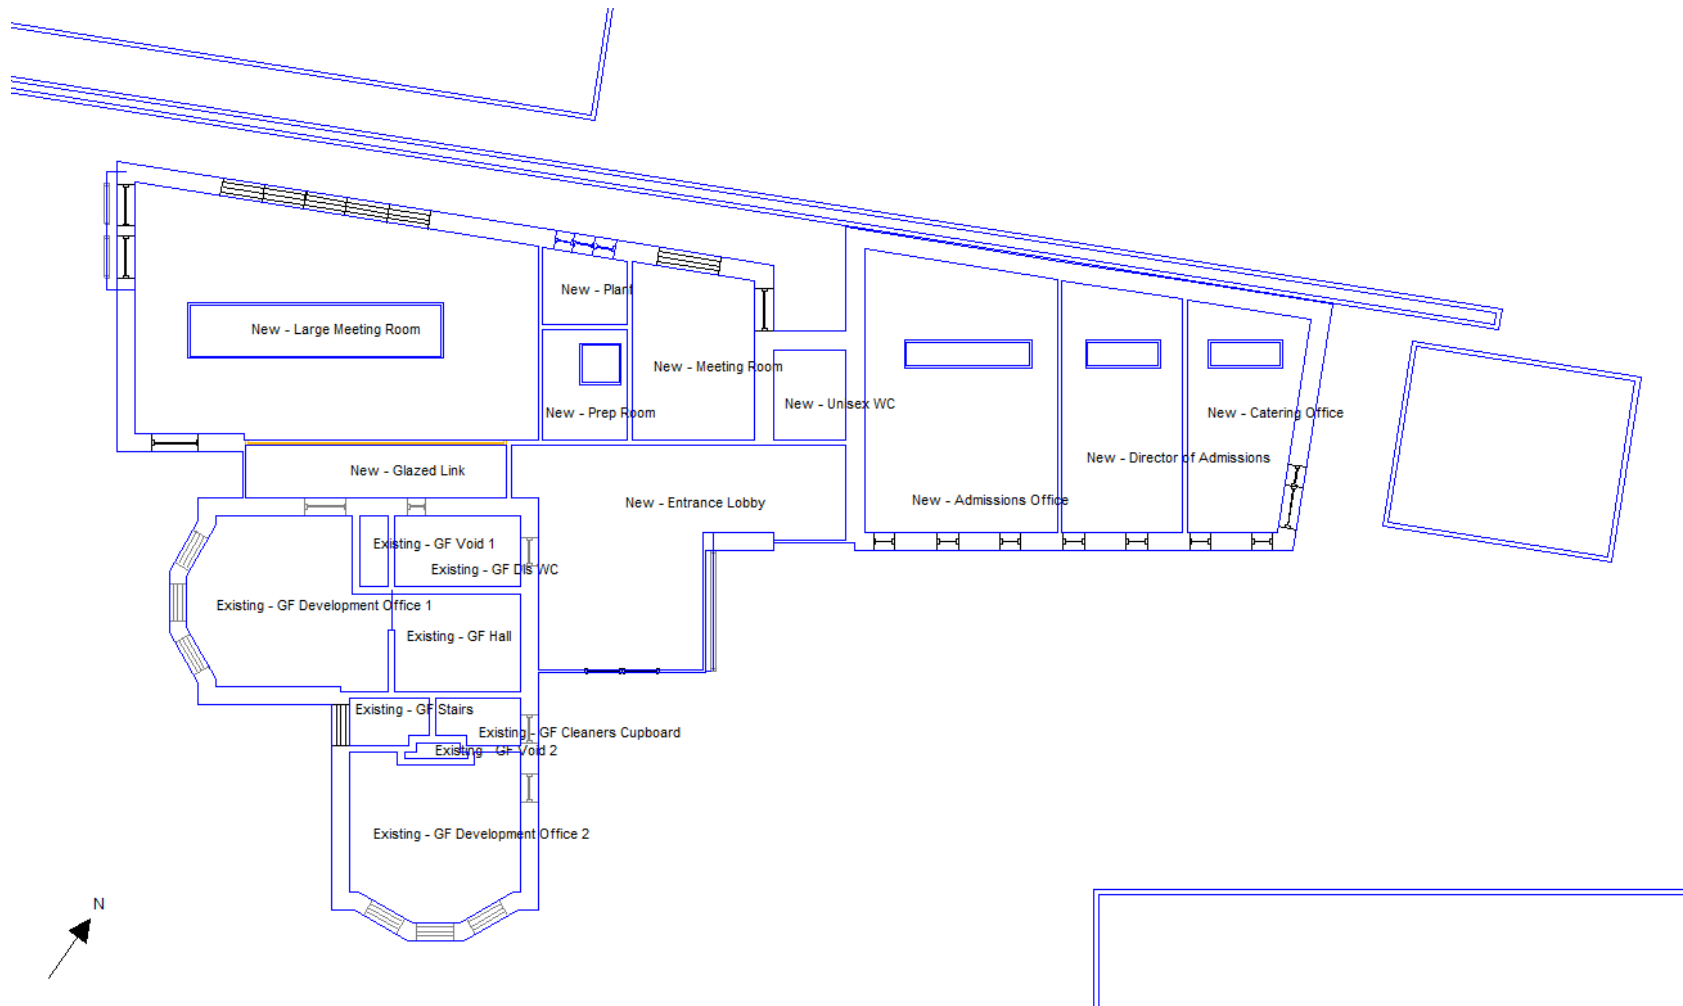 New - Plant
New - Large Meeting Room
New - Meeting Room
New - Unisex WC
New - Prep Room
New - Catering Office
New - Director of Admissions
New - Glazed Link
New - Admissions Office
New - Entrance Lobby
Existing - GF Void 1
Existing - GF Dis WC
Existing - GF Development Office 1
Existing - GF Hall
Existing - GF Stairs
Existing - GF Cleaners Cupboard
Existing - GF Void 2
Existing - GF Development Office 2
N